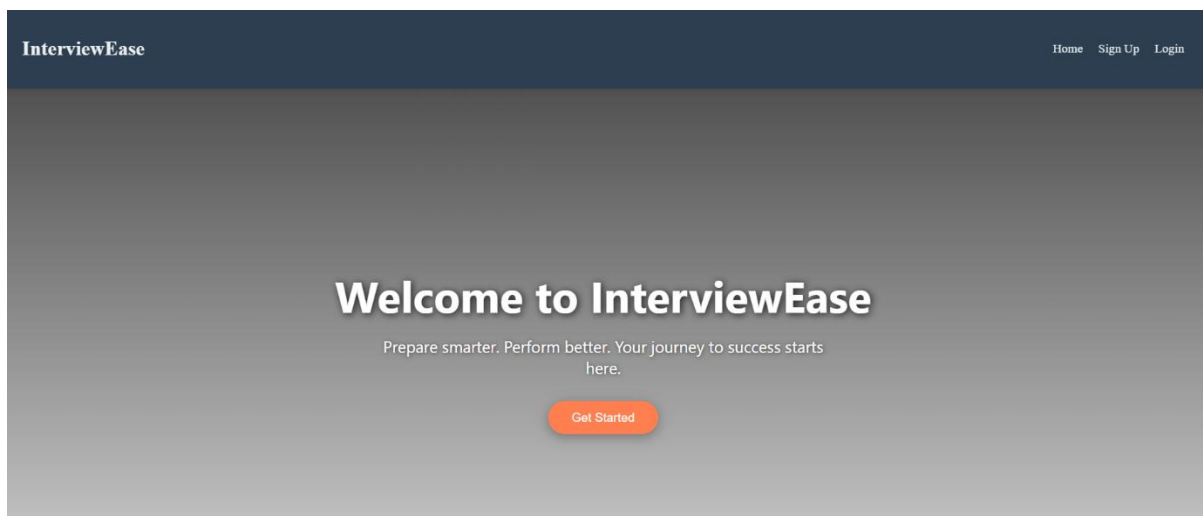 InterviewEase
Home Sign Up Login
Welcome to InterviewEase
Prepare smarter. Perform better. Your journey to success starts
here.
Get Started